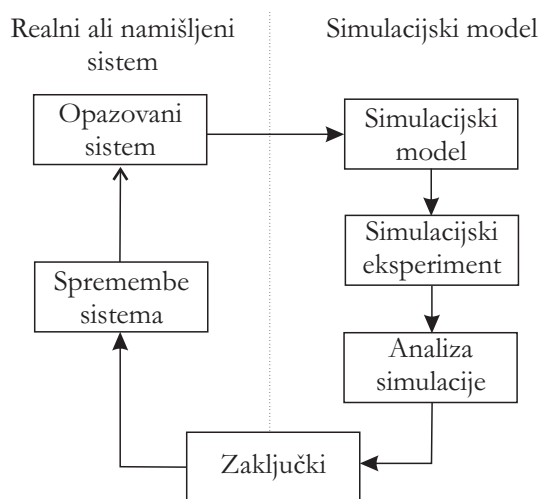 Realni ali namišljeni
sistem
Simulacijski model
Opazovani
sistem
Simulacijski
model
Simulacijski
eksperiment
Spremembe
sistema
Analiza
simulacije
Zaključki